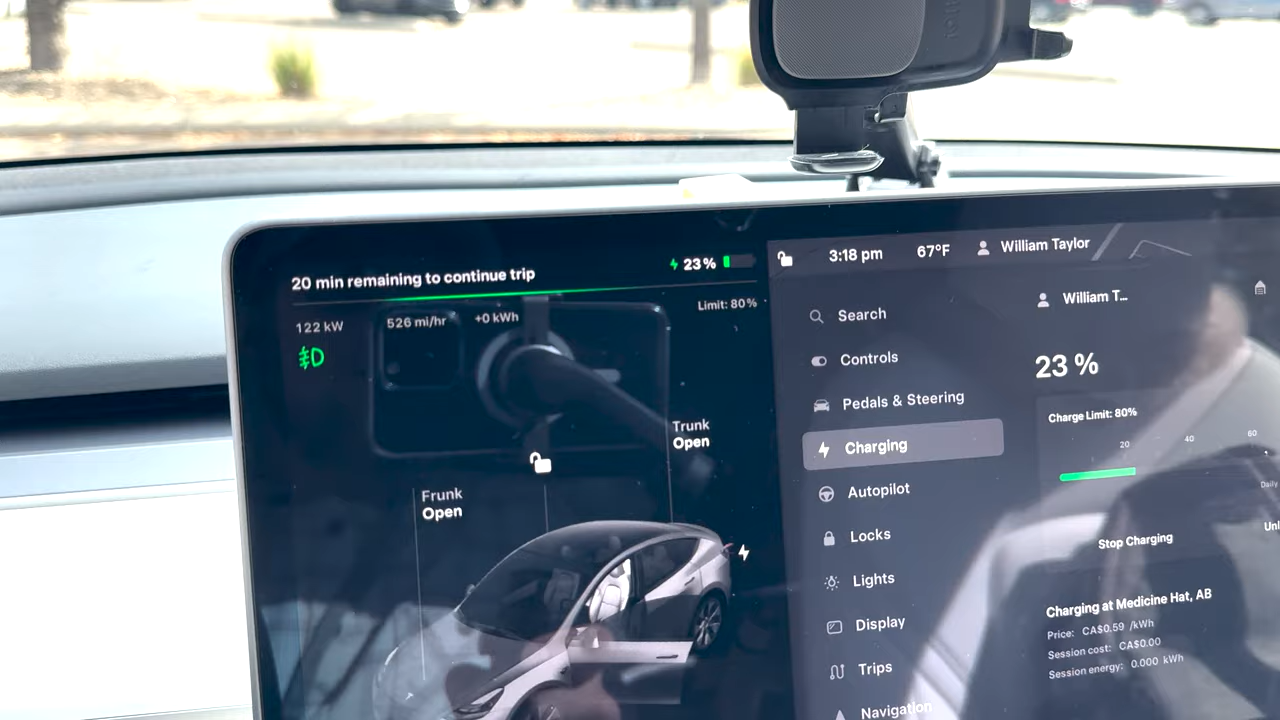 20 min remaining to continue trip
23 %
Limit: 80 %
122 kW
526 mi/hr
+0 kWh
Trunk
Open
Frunk
Open
3:18 pm
67°F
William Taylor
Search
Controls
Pedals & Steering
Charging
Autopilot
Locks
Lights
Display
Trips
Navigation
William T...
23 %
Charge Limit: 80%
20
40
60
Daily
Stop Charging
Charging at Medicine Hat, AB
Price: CA$0.59 /kWh
Session cost: CA$0.00
Session energy: 0.000 kWh